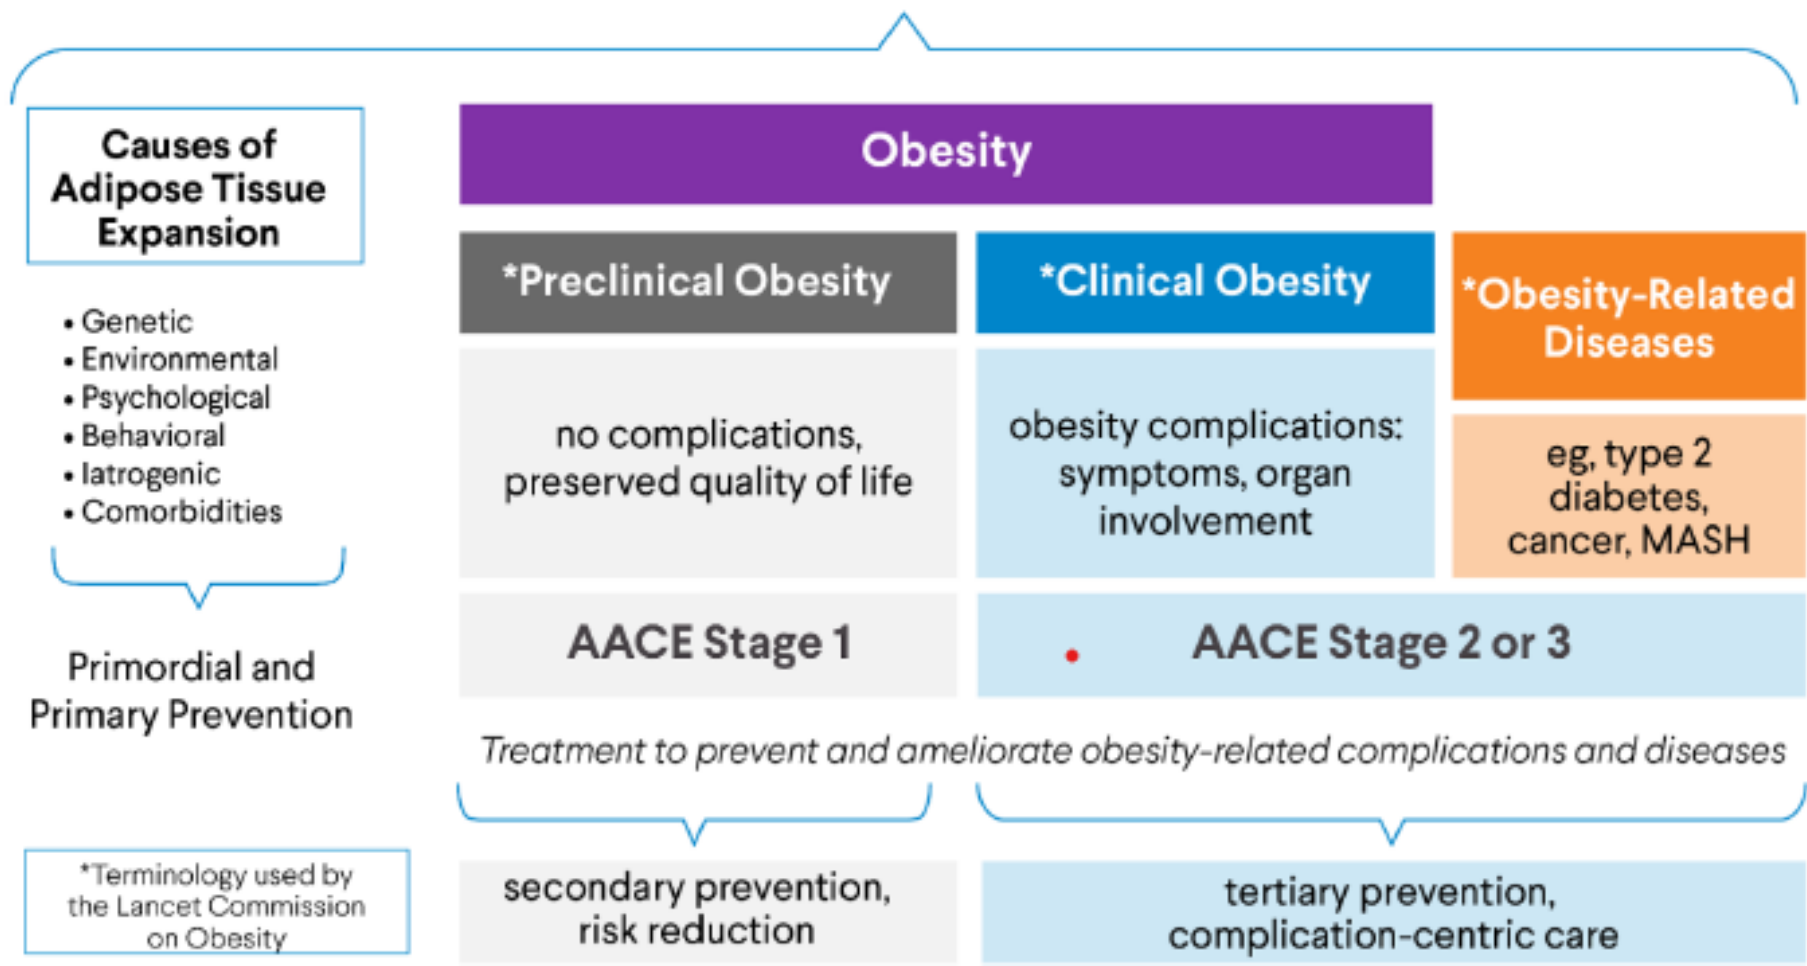 Causes of
Adipose Tissue
Expansion
• Genetic
• Environmental
• Psychological
• Behavioral
• Iatrogenic
• Comorbidities
Primordial and
Primary Prevention
*Terminology used by
the Lancet Commission
on Obesity
Obesity
*Preclinical Obesity
no complications,
preserved quality of life
AACE Stage 1
*Clinical Obesity
obesity complications:
symptoms, organ
involvement
*Obesity-Related
Diseases
eg, type 2
diabetes,
cancer, MASH
AACE Stage 2 or 3
Treatment to prevent and ameliorate obesity-related complications and diseases
secondary prevention,
risk reduction
tertiary prevention,
complication-centric care